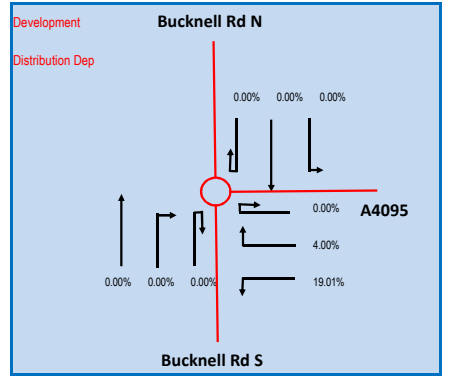 Development
Bucknell Rd N
Distribution Dep
0.00% 0.00% 0.00%
0.00%
A4095
4.00%
0.00% 0.00% 0.00%
19.01%
Bucknell Rd S